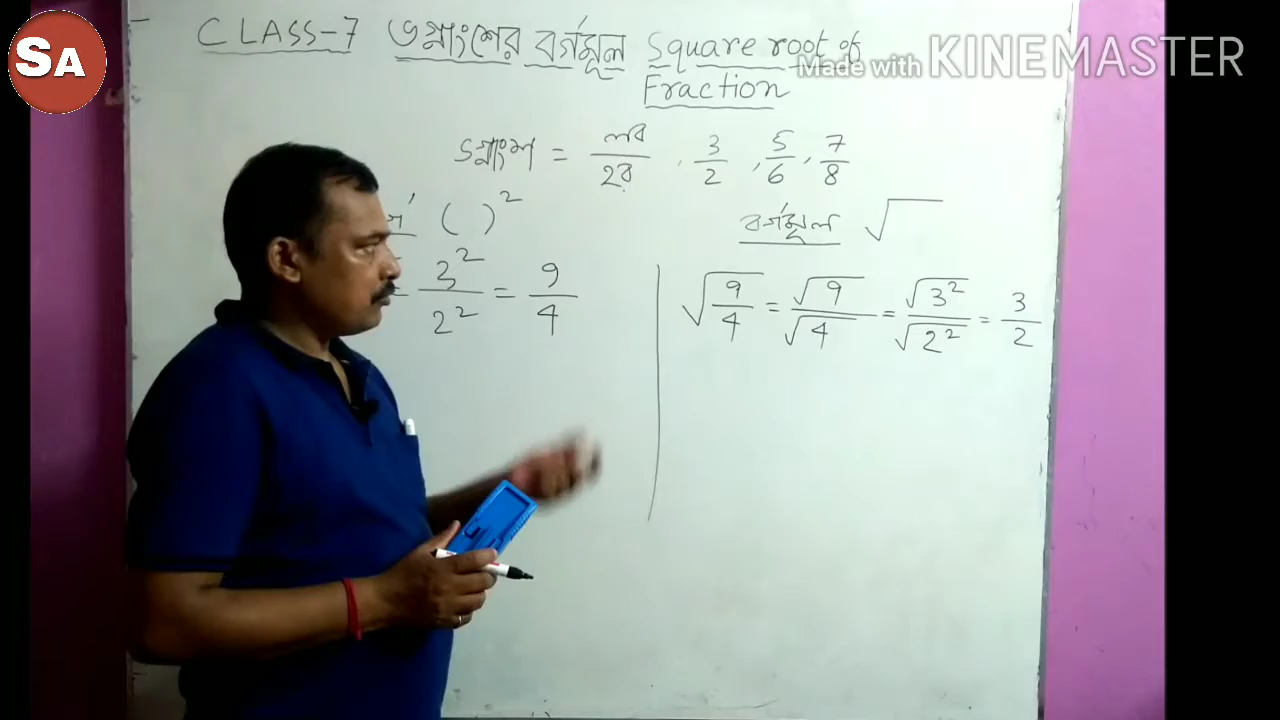 SA
CLASS-7 ভগ্নাংশের বর্গমূল Square root of
Fraction
Made with KINEMASTER
ভগ্নাংশ = লব/হর , 3/2 , 5/6 , 7/8
( )²
বর্গমূল √
3²/2² = 9/4
√(9/4) = √9/√4 = √3²/√2² = 3/2